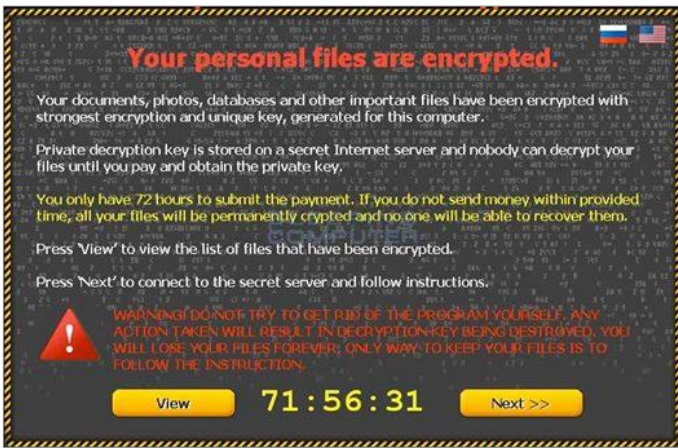 Your personal files are encrypted.
Your documents, photos, databases and other important files have been encrypted with
strongest encryption and unique key, generated for this computer.
Private decryption key is stored on a secret Internet server and nobody can decrypt your
files until you pay and obtain the private key.
You only have 72 hours to submit the payment. If you do not send money within provided
time, all your files will be permanently crypted and no one will be able to recover them.
COMPUTER
Press 'View' to view the list of files that have been encrypted.
Press 'Next' to connect to the secret server and follow instructions.
WARNING! DO NOT TRY TO GET RID OF THE PROGRAM YOURSELF. ANY
ACTION TAKEN WILL RESULT IN DECRYPTION KEY BEING DESTROYED. YOU
WILL LOSE YOUR FILES FOREVER. ONLY WAY TO KEEP YOUR FILES IS TO
FOLLOW THE INSTRUCTION.
View
71:56:31
Next >>